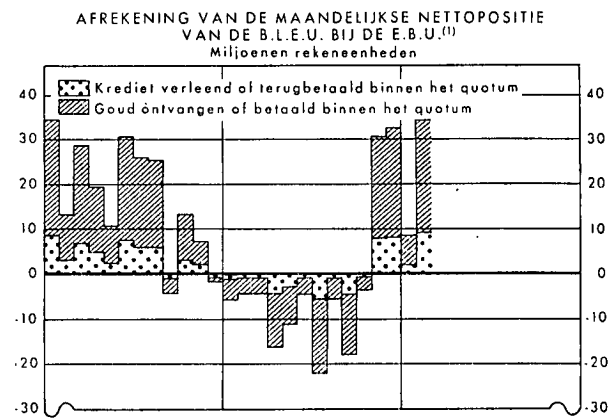 AFREKENING VAN DE MAANDELIJKSE NETTOPOSITIE
VAN DE B.L.E.U. BIJ DE E.B.U.(1)
Miljoenen rekeneenheden
Krediet verleend of terugbetaald binnen het quotum
Goud óntvangen of betaald binnen het quotum
40 40
30 30
20 20
10 10
0 0
-10 -10
-20 -20
-30 -30